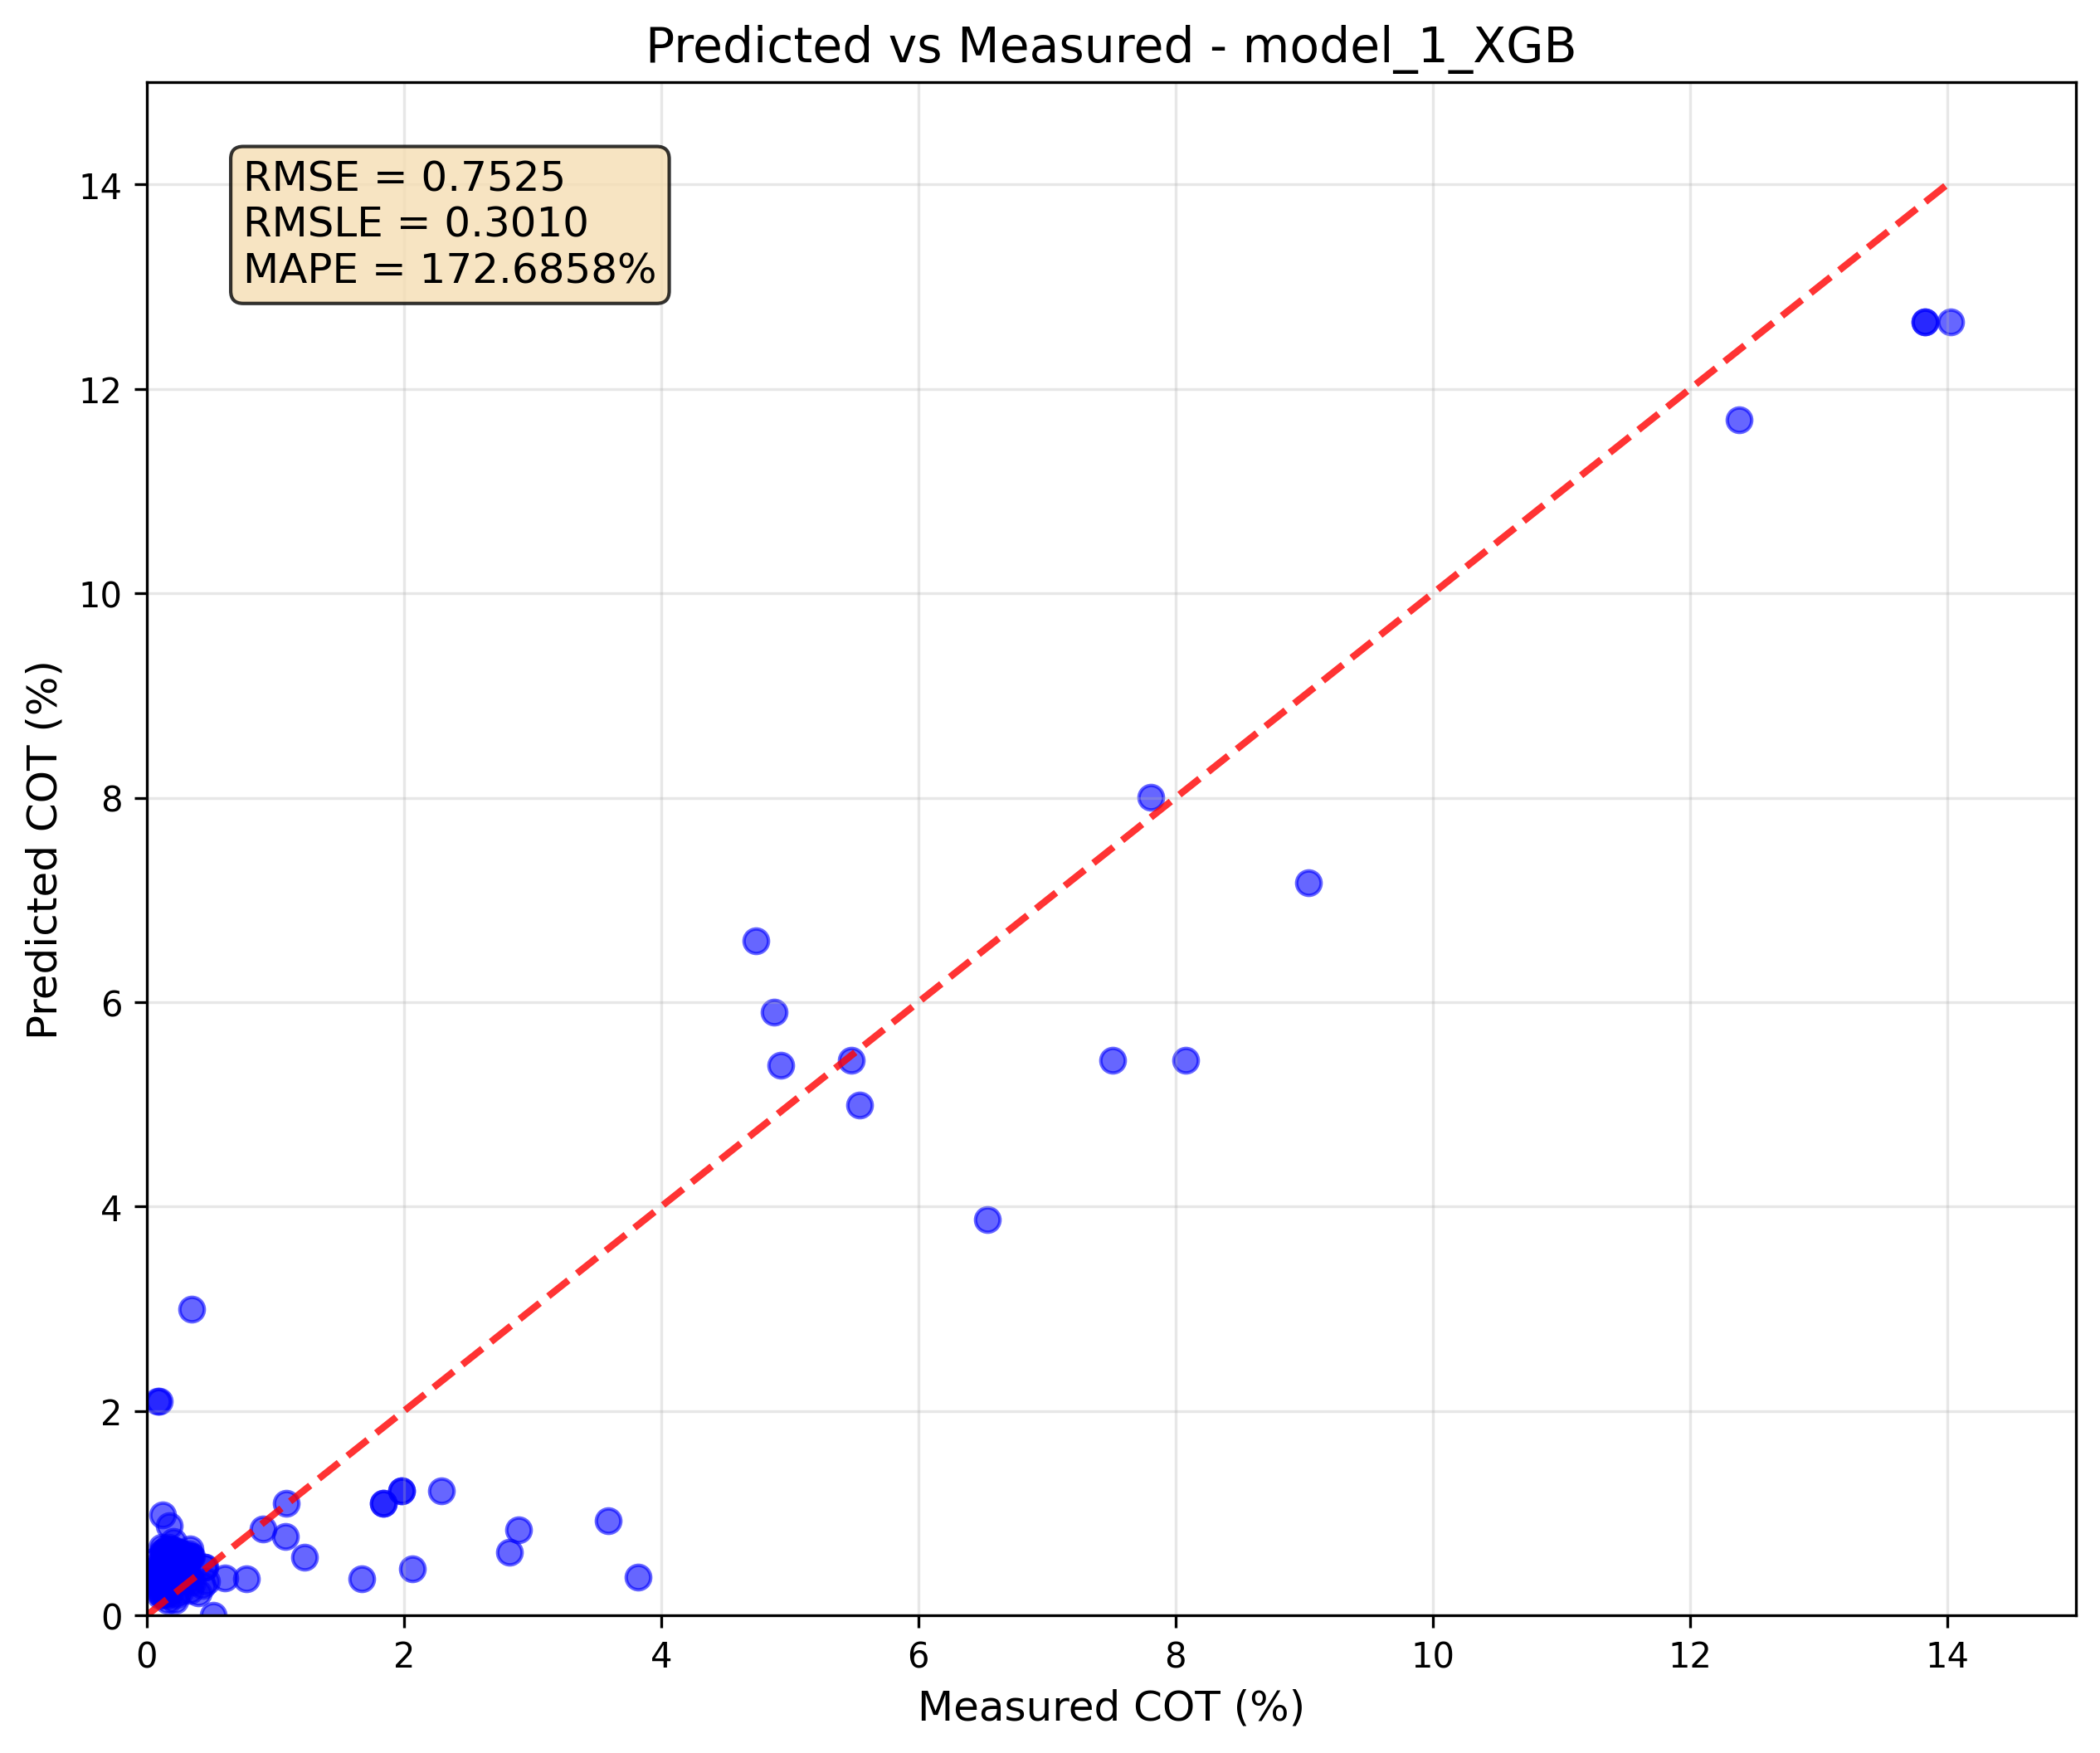 Predicted vs Measured - model_1_XGB
RMSE = 0.7525
RMSLE = 0.3010
MAPE = 172.6858%
Predicted COT (%)
14
12
10
8
6
4
2
0
0 2 4 6 8 10 12 14
Measured COT (%)